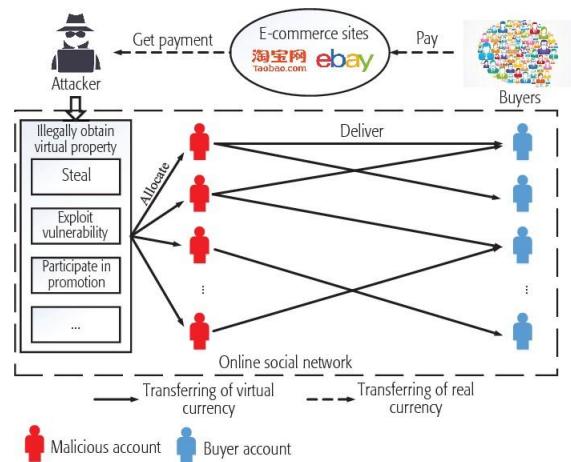 E-commerce sites
Get payment
Pay
淘宝网
Taobao.com
ebay
Attacker
Buyers
Illegally obtain
virtual property
Steal
Exploit
vulnerability
Participate in
promotion
...
Allocate
Deliver
...
...
Online social network
Transferring of virtual
currency
Transferring of real
currency
Malicious account
Buyer account